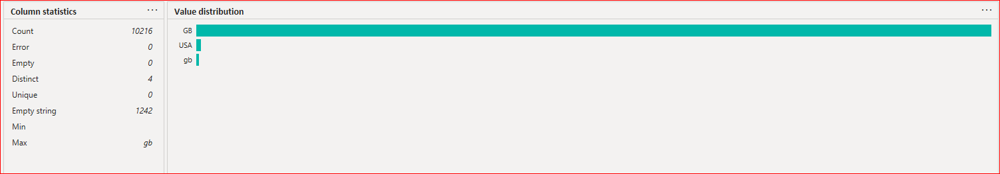 Column statistics ...
Count 10216
Error 0
Empty 0
Distinct 4
Unique 0
Empty string 1242
Min
Max gb
Value distribution ...
GB
USA
gb